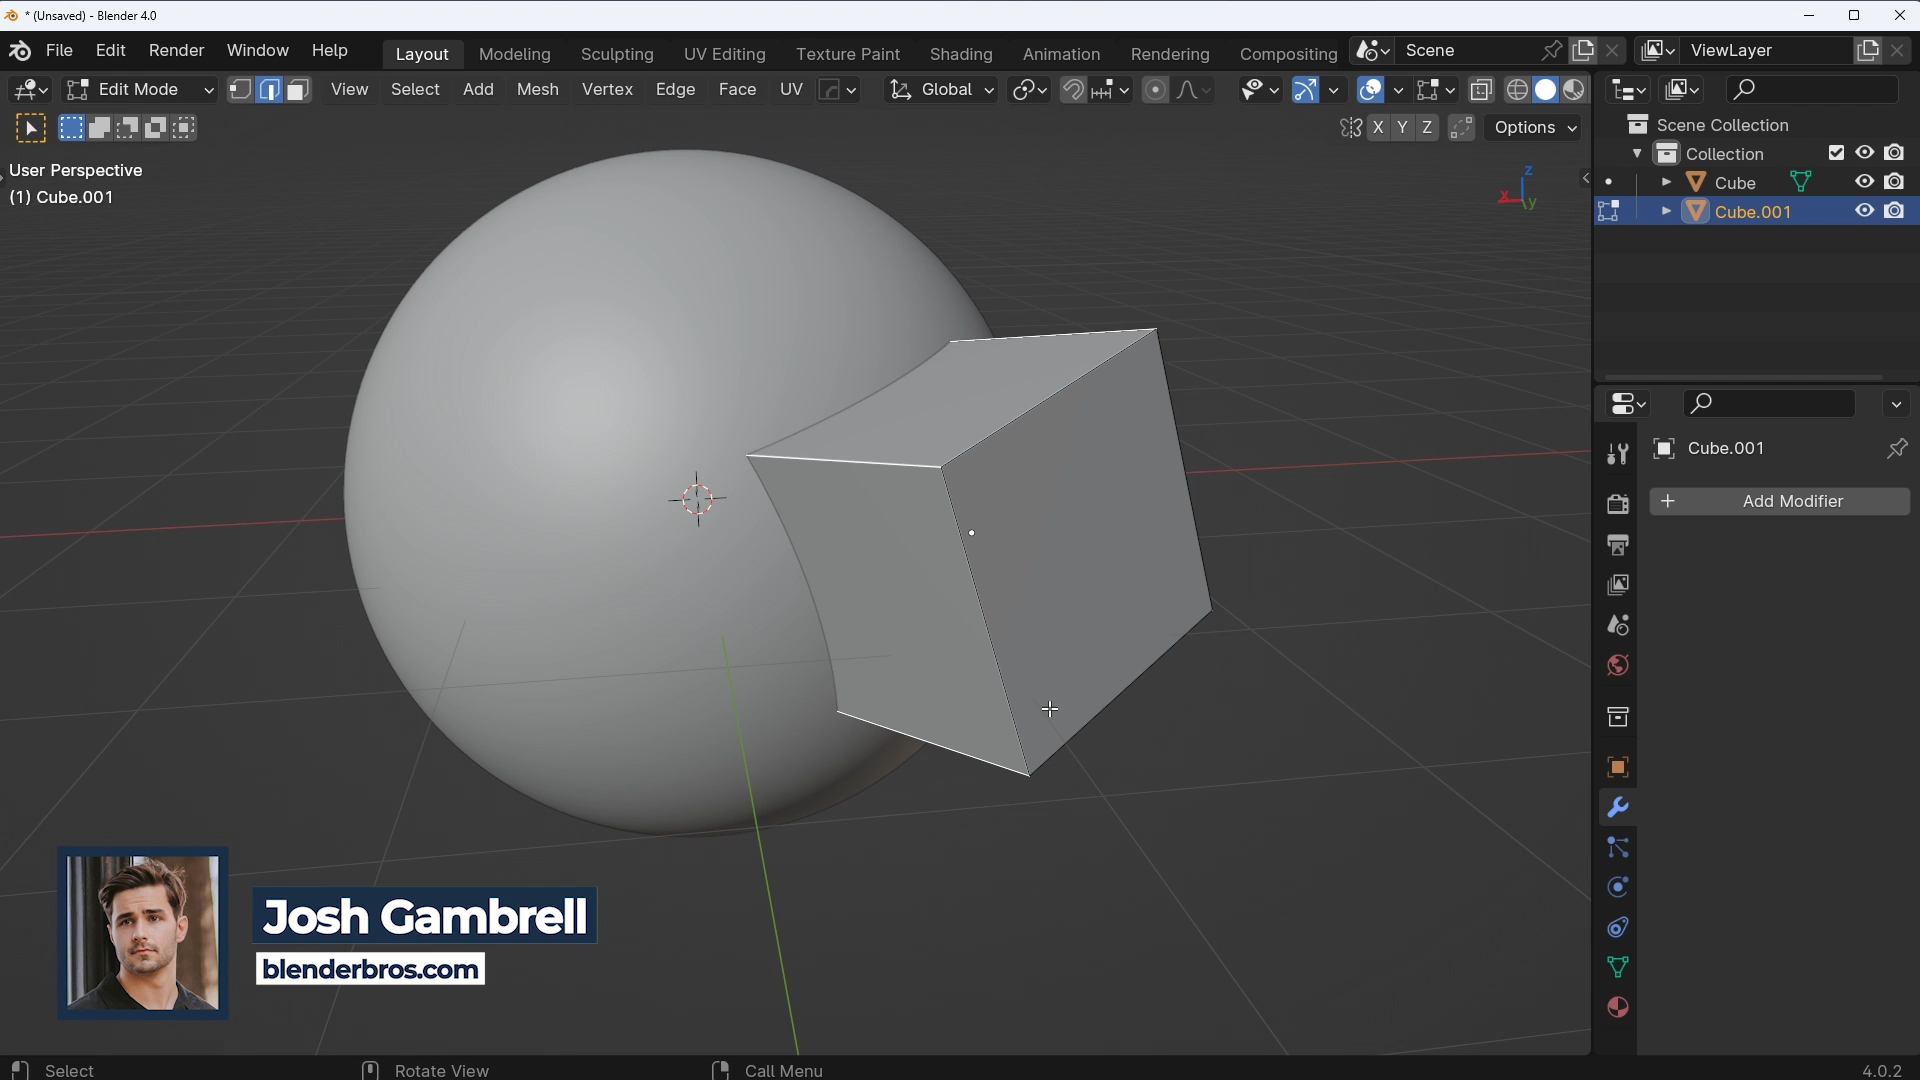 * (Unsaved) - Blender 4.0
File Edit Render Window Help Layout Modeling Sculpting UV Editing Texture Paint Shading Animation Rendering Compositing Scene ViewLayer
Edit Mode View Select Add Mesh Vertex Edge Face UV Global
X Y Z Options
User Perspective
(1) Cube.001
z
x
y
Scene Collection
Collection
Cube
Cube.001
Cube.001
+ Add Modifier
Josh Gambrell
blenderbros.com
Select Rotate View Call Menu 4.0.2